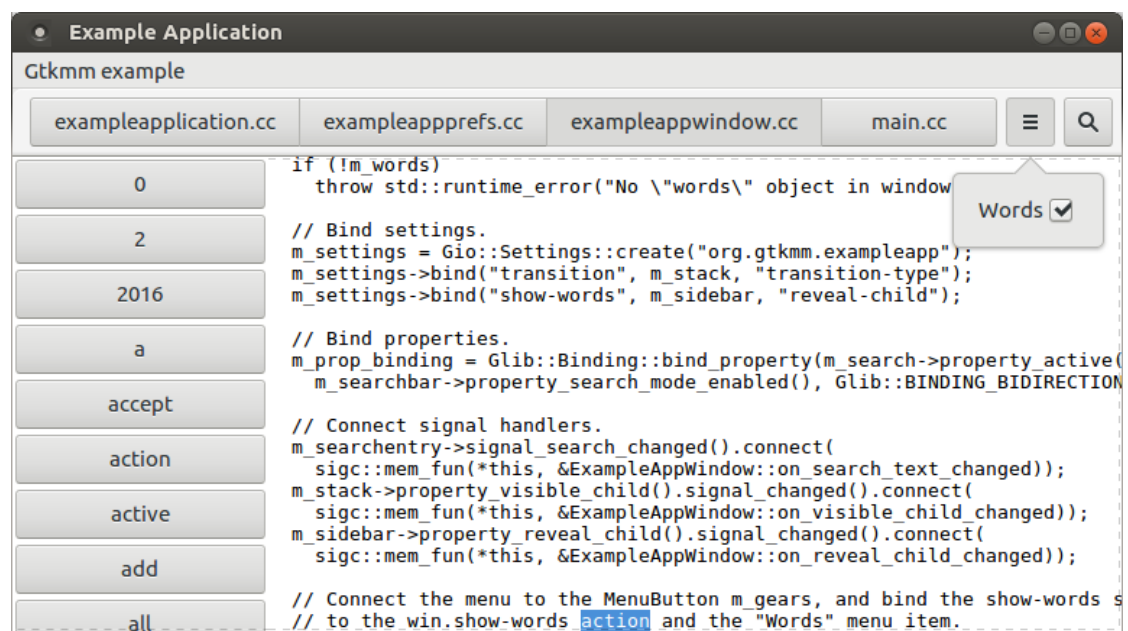 Example Application
Gtkmm example
exampleapplication.cc exampleappprefs.cc exampleappwindow.cc main.cc
Words
0
2
2016
a
accept
action
active
add
all
if (!m_words)
  throw std::runtime_error("No \"words\" object in window
// Bind settings.
m_settings = Gio::Settings::create("org.gtkmm.exampleapp");
m_settings->bind("transition", m_stack, "transition-type");
m_settings->bind("show-words", m_sidebar, "reveal-child");
// Bind properties.
m_prop_binding = Glib::Binding::bind_property(m_search->property_active(
  m_searchbar->property_search_mode_enabled(), Glib::BINDING_BIDIRECTION
// Connect signal handlers.
m_searchentry->signal_search_changed().connect(
  sigc::mem_fun(*this, &ExampleAppWindow::on_search_text_changed));
m_stack->property_visible_child().signal_changed().connect(
  sigc::mem_fun(*this, &ExampleAppWindow::on_visible_child_changed));
m_sidebar->property_reveal_child().signal_changed().connect(
  sigc::mem_fun(*this, &ExampleAppWindow::on_reveal_child_changed));
// Connect the menu to the MenuButton m_gears, and bind the show-words s
// to the win.show-words action and the "Words" menu item.